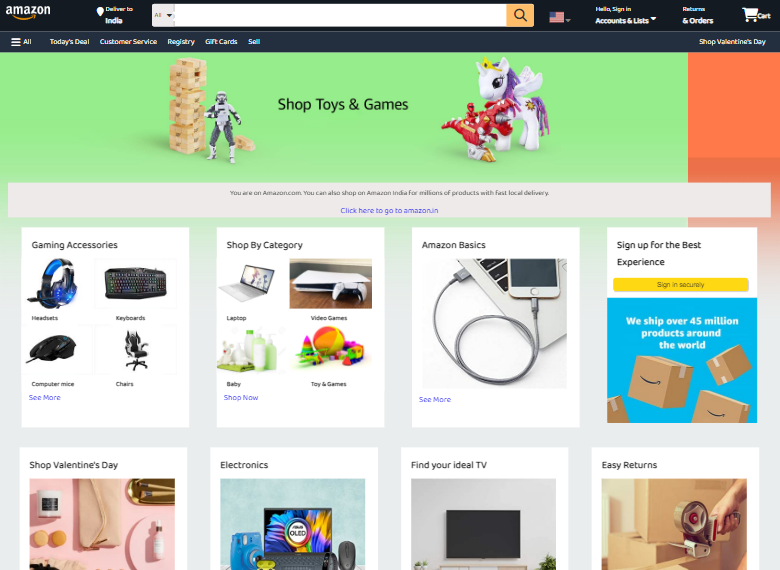 amazon
Deliver to
India
All
Hello, Sign in
Accounts & Lists
Returns
& Orders
Cart
All
Today's Deal
Customer Service
Registry
Gift Cards
Sell
Shop Valentine's Day
Shop Toys & Games
You are on Amazon.com. You can also shop on Amazon India for millions of products with fast local delivery.
Click here to go to amazon.in
Gaming Accessories
Headsets
Keyboards
Computer mice
Chairs
See More
Shop By Category
Laptop
Video Games
Baby
Toy & Games
Shop Now
Amazon Basics
See More
Sign up for the Best
Experience
Sign in securely
We ship over 45 million
products around
the world
Shop Valentine's Day
Electronics
ASUS
OLED
Find your ideal TV
Easy Returns